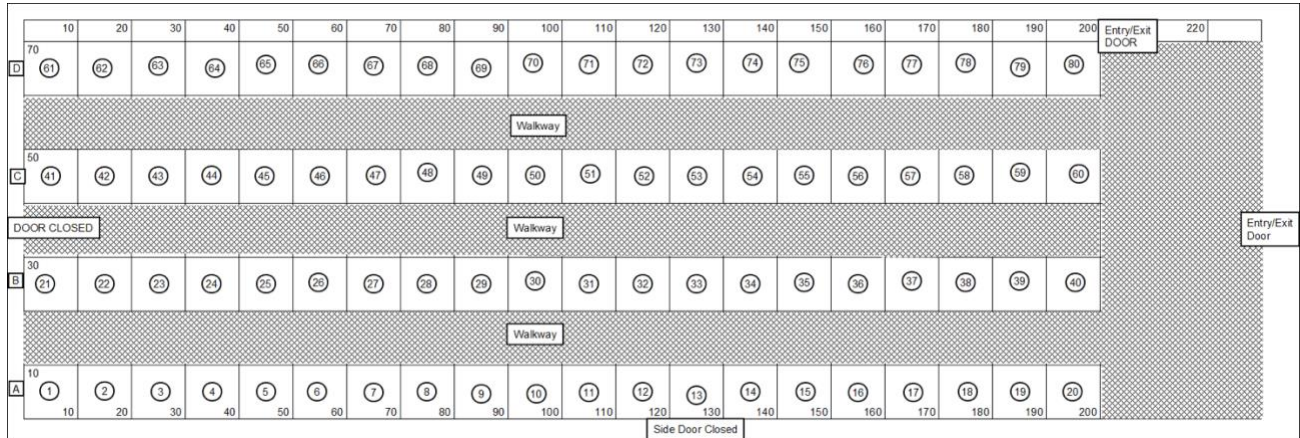 10 20 30 40 50 60 70 80 90 100 110 120 130 140 150 160 170 180 190 200 Entry/Exit 220
DOOR
70
D 61 62 63 64 65 66 67 68 69 70 71 72 73 74 75 76 77 78 79 80
Walkway
50
C 41 42 43 44 45 46 47 48 49 50 51 52 53 54 55 56 57 58 59 60
DOOR CLOSED Walkway Entry/Exit
Door
30
B 21 22 23 24 25 26 27 28 29 30 31 32 33 34 35 36 37 38 39 40
Walkway
10
A 1 2 3 4 5 6 7 8 9 10 11 12 13 14 15 16 17 18 19 20
10 20 30 40 50 60 70 80 90 100 110 120 130 140 150 160 170 180 190 200
Side Door Closed